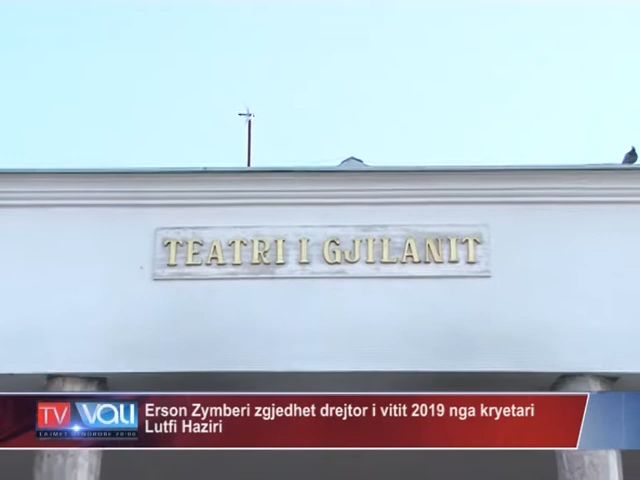 TEATRI I GJILANIT
TV VALI
Erson Zymberi zgjedhet drejtor i vitit 2019 nga kryetari
Lutfi Haziri